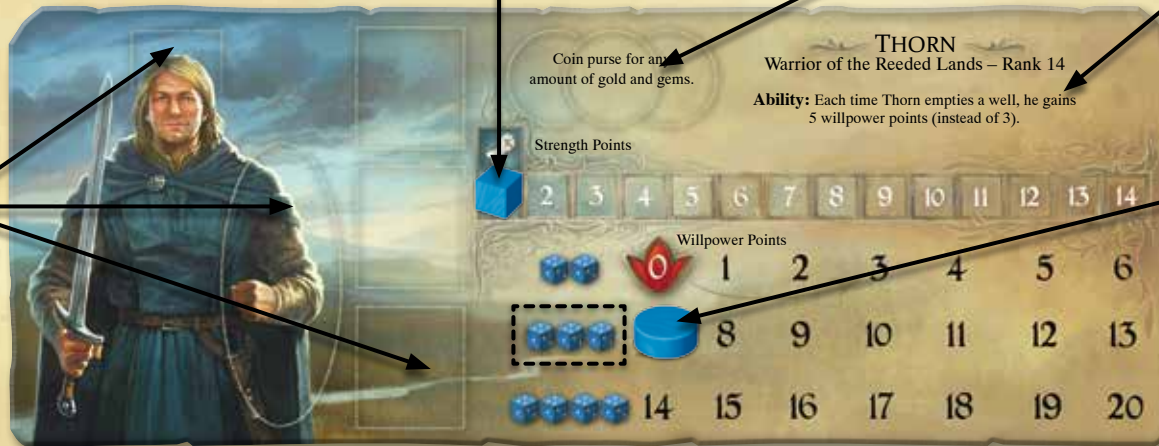 Coin purse for any
amount of gold and gems.
THORN
Warrior of the Reeded Lands – Rank 14
Ability: Each time Thorn empties a well, he gains
5 willpower points (instead of 3).
Strength Points
2 3 4 5 6 7 8 9 10 11 12 13 14
Willpower Points
0 1 2 3 4 5 6
8 9 10 11 12 13
14 15 16 17 18 19 20